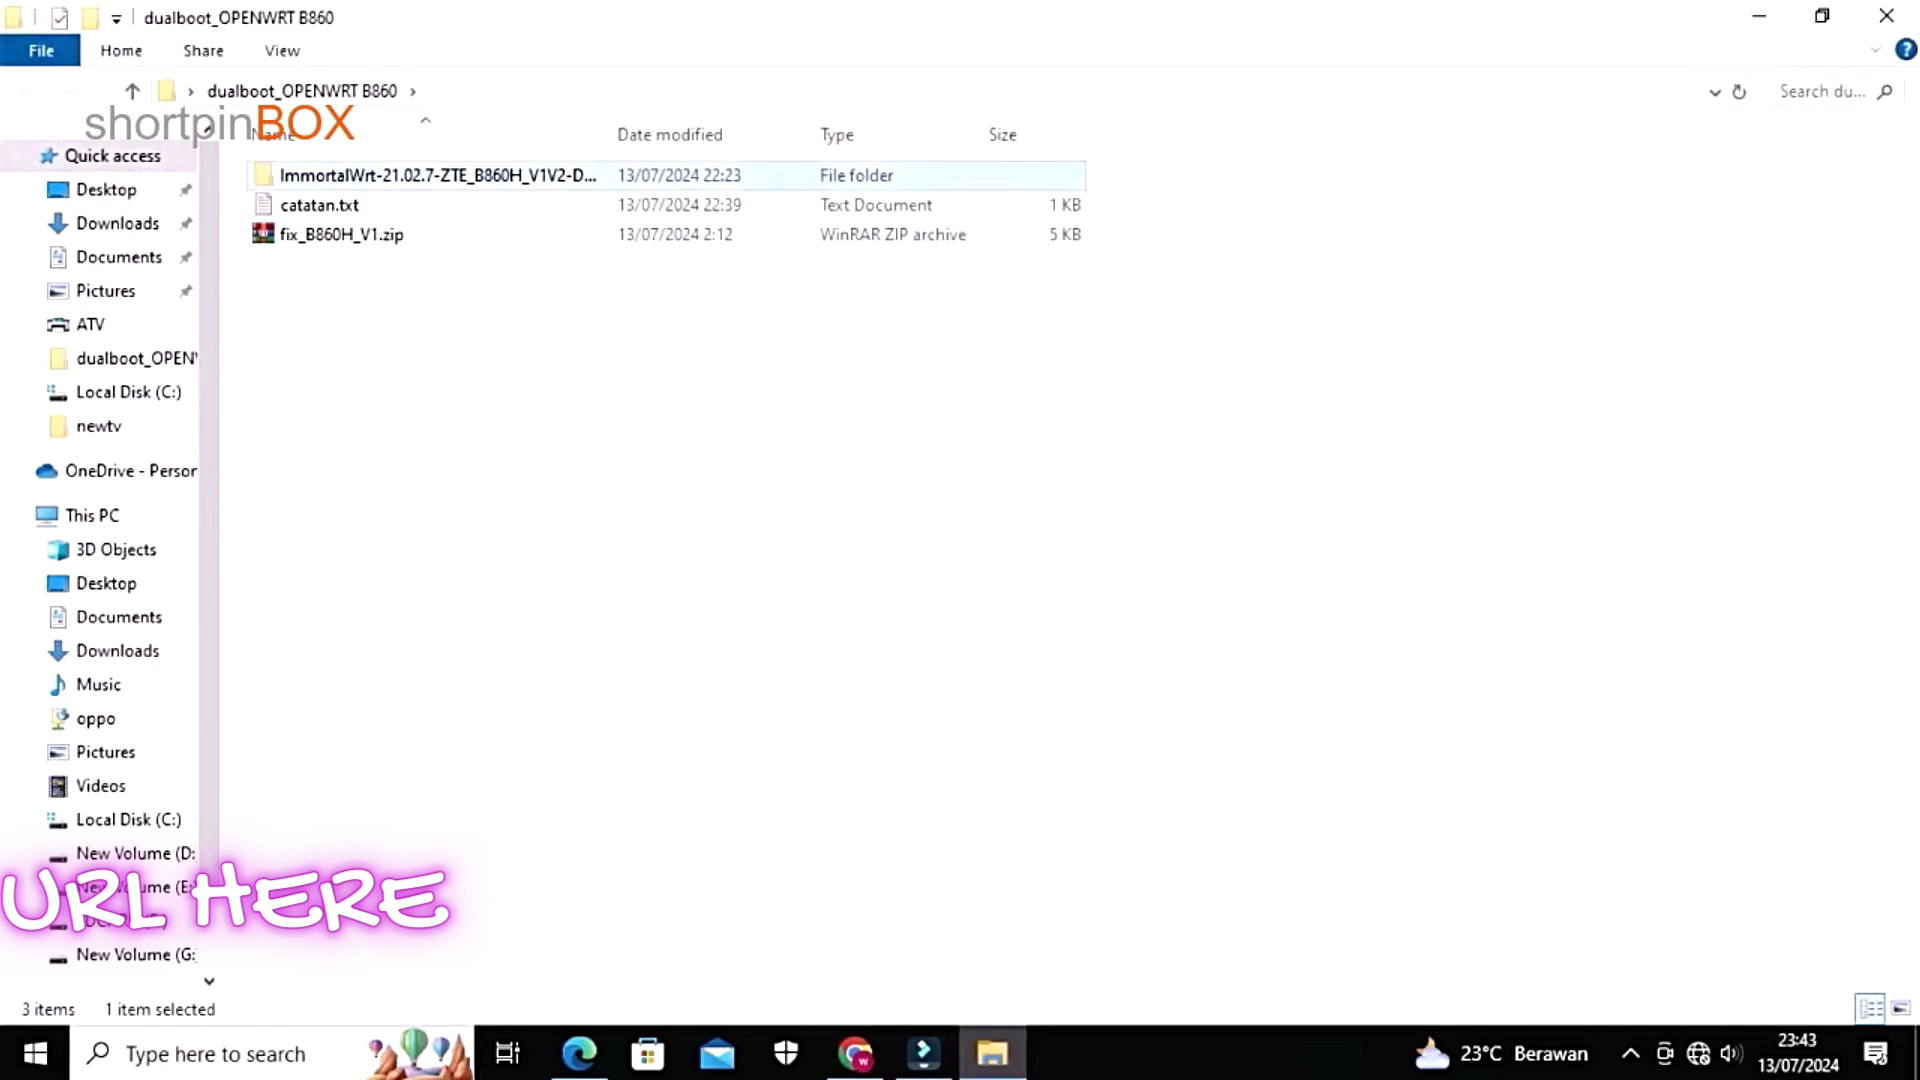 dualboot_OPENWRT B860
File Home Share View
dualboot_OPENWRT B860
Search du...
shortpinBOX
Name Date modified Type Size
ImmortalWrt-21.02.7-ZTE_B860H_V1V2-D... 13/07/2024 22:23 File folder
catatan.txt 13/07/2024 22:39 Text Document 1 KB
fix_B860H_V1.zip 13/07/2024 2:12 WinRAR ZIP archive 5 KB
Quick access
Desktop
Downloads
Documents
Pictures
ATV
dualboot_OPEN
Local Disk (C:)
newtv
OneDrive - Person
This PC
3D Objects
Desktop
Documents
Downloads
Music
oppo
Pictures
Videos
Local Disk (C:)
New Volume (D:
New Volume (E:
URL HERE
New Volume (G:
3 items 1 item selected
Type here to search
23°C Berawan
23:43
13/07/2024